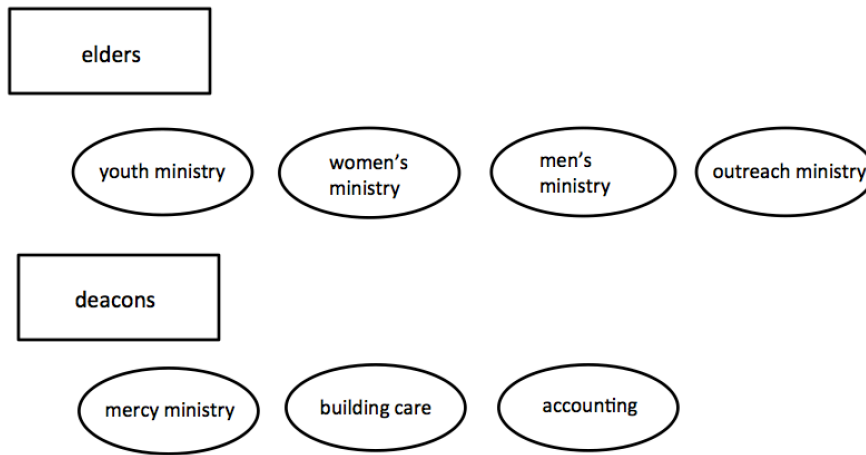 elders
youth ministry
women's
ministry
men's
ministry
outreach ministry
deacons
mercy ministry
building care
accounting